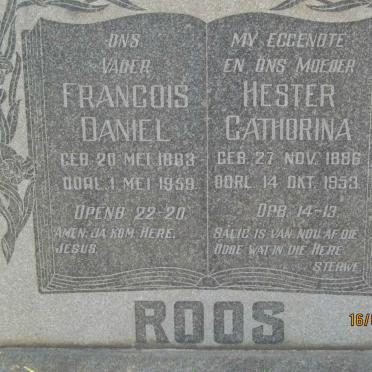 ONS
VADER
FRANCOIS
DANIEL
GEB. 20 MEI 1883
OORL. 1 MEI 1959
OPENB. 22-20
AMEN, JA KOM, HERE,
JESUS.
MY EGGENOTE
EN ONS MOEDER
HESTER
CATHORINA
GEB. 27 NOV. 1886
OORL. 14 OKT. 1953
OPB. 14-13
SALIG IS VAN NOU AF DIE
DODE WAT IN DIE HERE
STERWE
ROOS
16/0